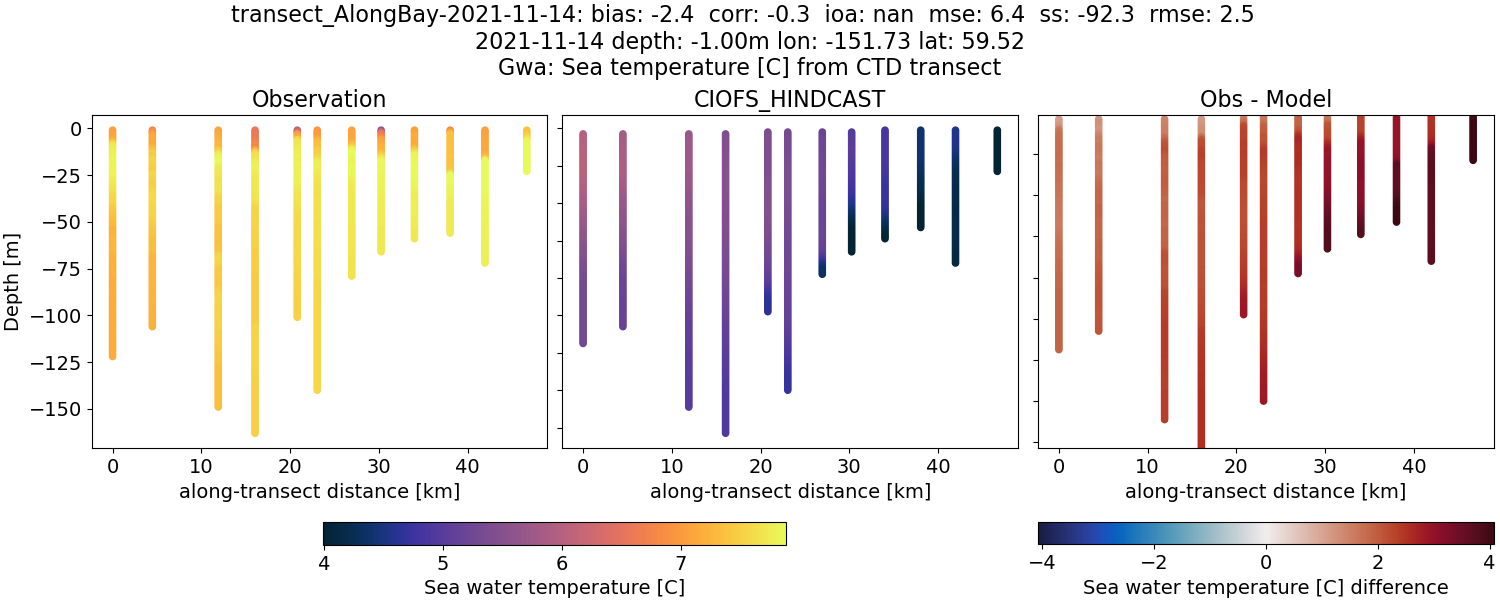 transect_AlongBay-2021-11-14: bias: -2.4  corr: -0.3  ioa: nan  mse: 6.4  ss: -92.3  rmse: 2.5
2021-11-14 depth: -1.00m lon: -151.73 lat: 59.52
Gwa: Sea temperature [C] from CTD transect
Observation
CIOFS_HINDCAST
Obs - Model
Depth [m]
0
−25
−50
−75
−100
−125
−150
0 10 20 30 40
0 10 20 30 40
0 10 20 30 40
along-transect distance [km]
along-transect distance [km]
along-transect distance [km]
4 5 6 7
Sea water temperature [C]
−4 −2 0 2 4
Sea water temperature [C] difference